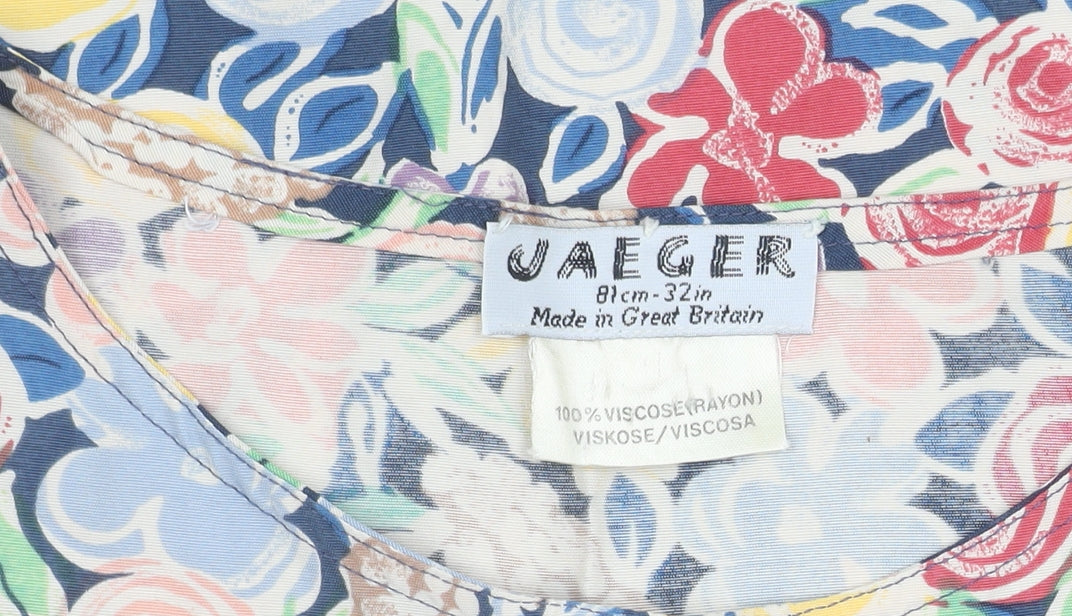 JAEGER
81cm-32in
Made in Great Britain
100% VISCOSE(RAYON)
VISKOSE/VISCOSA